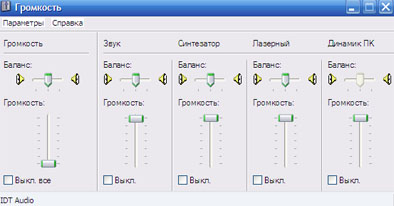 Громкость
Параметры Справка
Громкость Звук Синтезатор Лазерный Динамик ПК
Баланс: Баланс: Баланс: Баланс: Баланс:
Громкость: Громкость: Громкость: Громкость: Громкость:
Выкл. все Выкл. Выкл. Выкл. Выкл.
IDT Audio